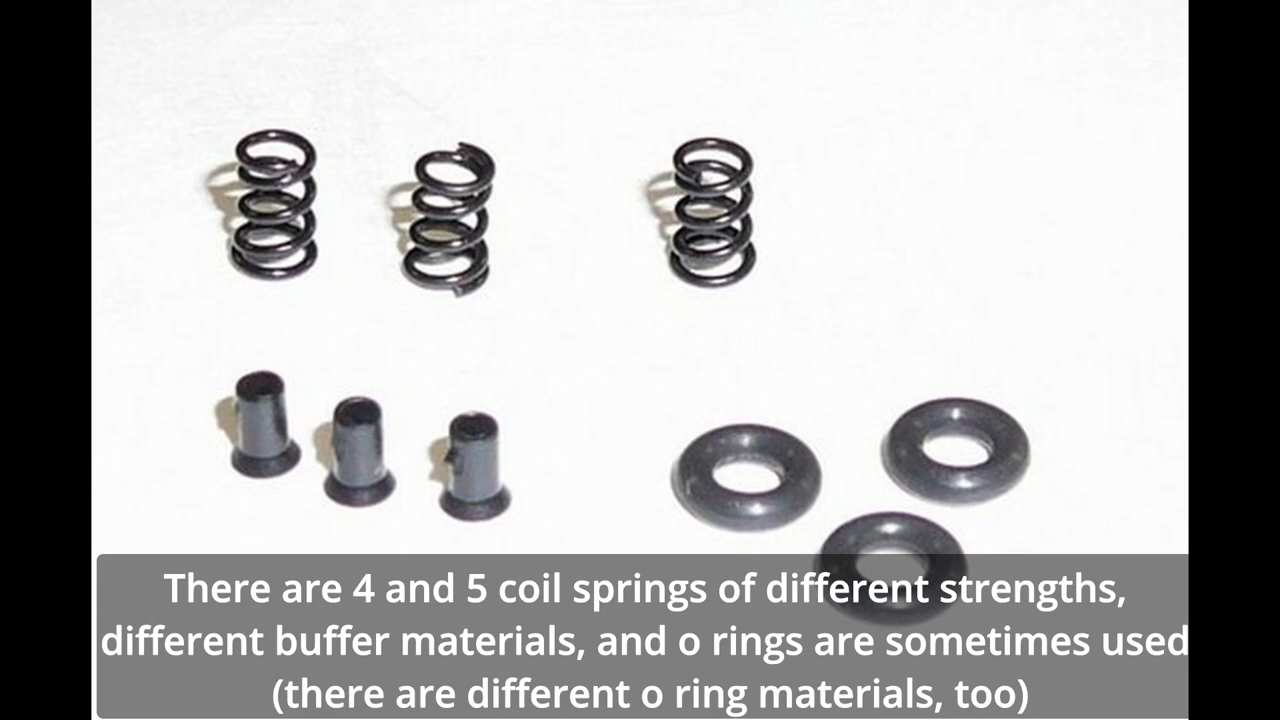 There are 4 and 5 coil springs of different strengths,
different buffer materials, and o rings are sometimes used
(there are different o ring materials, too)